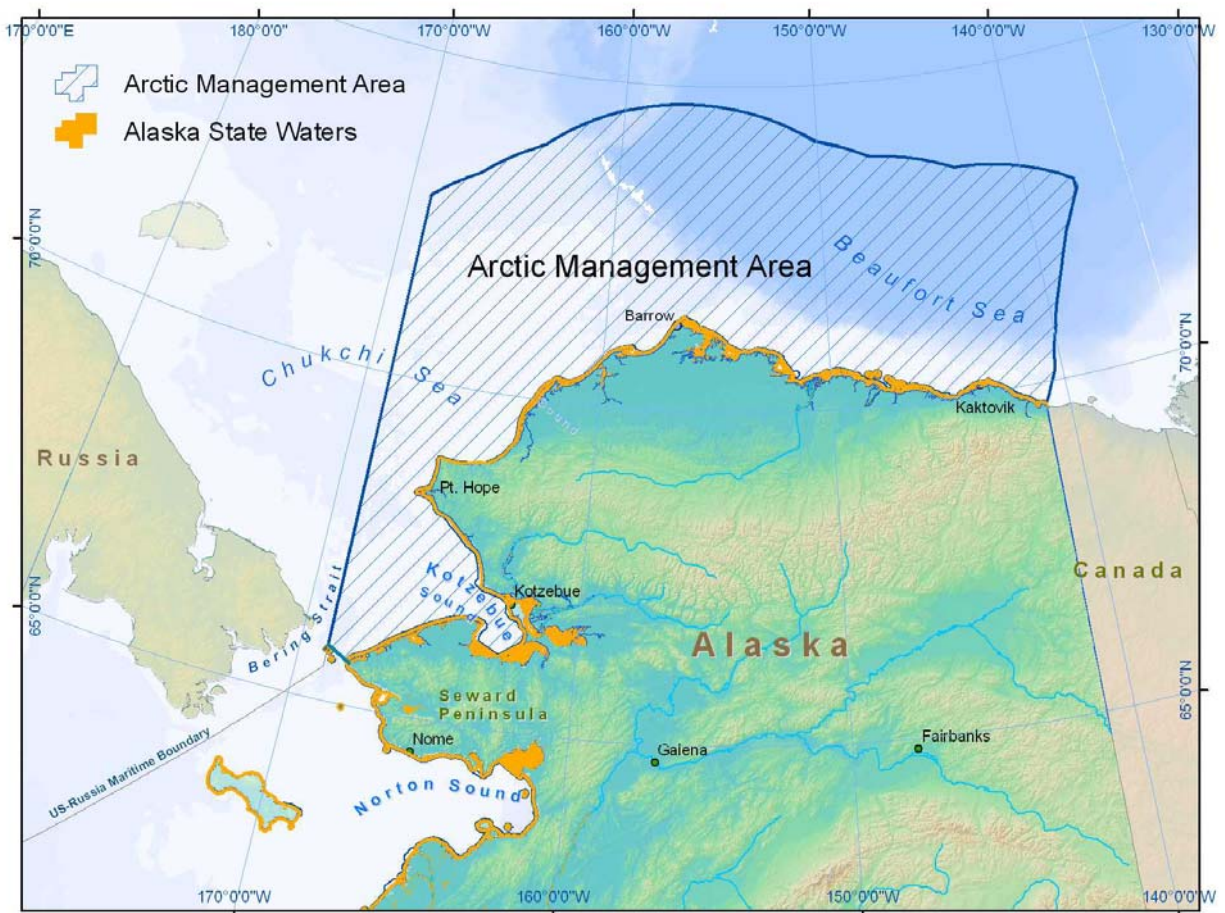 170°0'0"E
180°0'0"
170°0'0"W
160°0'0"W
150°0'0"W
140°0'0"W
130°0'0"W
Arctic Management Area
Alaska State Waters
70°0'0"N
Arctic Management Area
Beaufort Sea
Barrow
Chukchi Sea
70°0'0"N
Kaktovik
Sound
Russia
Pt. Hope
Canada
Kotzebue
Sound
Kotzebue
65°0'0"N
Bering Strait
Alaska
Seward
Peninsula
65°0'0"N
Nome
Fairbanks
Galena
US-Russia Maritime Boundary
Norton Sound
170°0'0"W
160°0'0"W
150°0'0"W
140°0'0"W